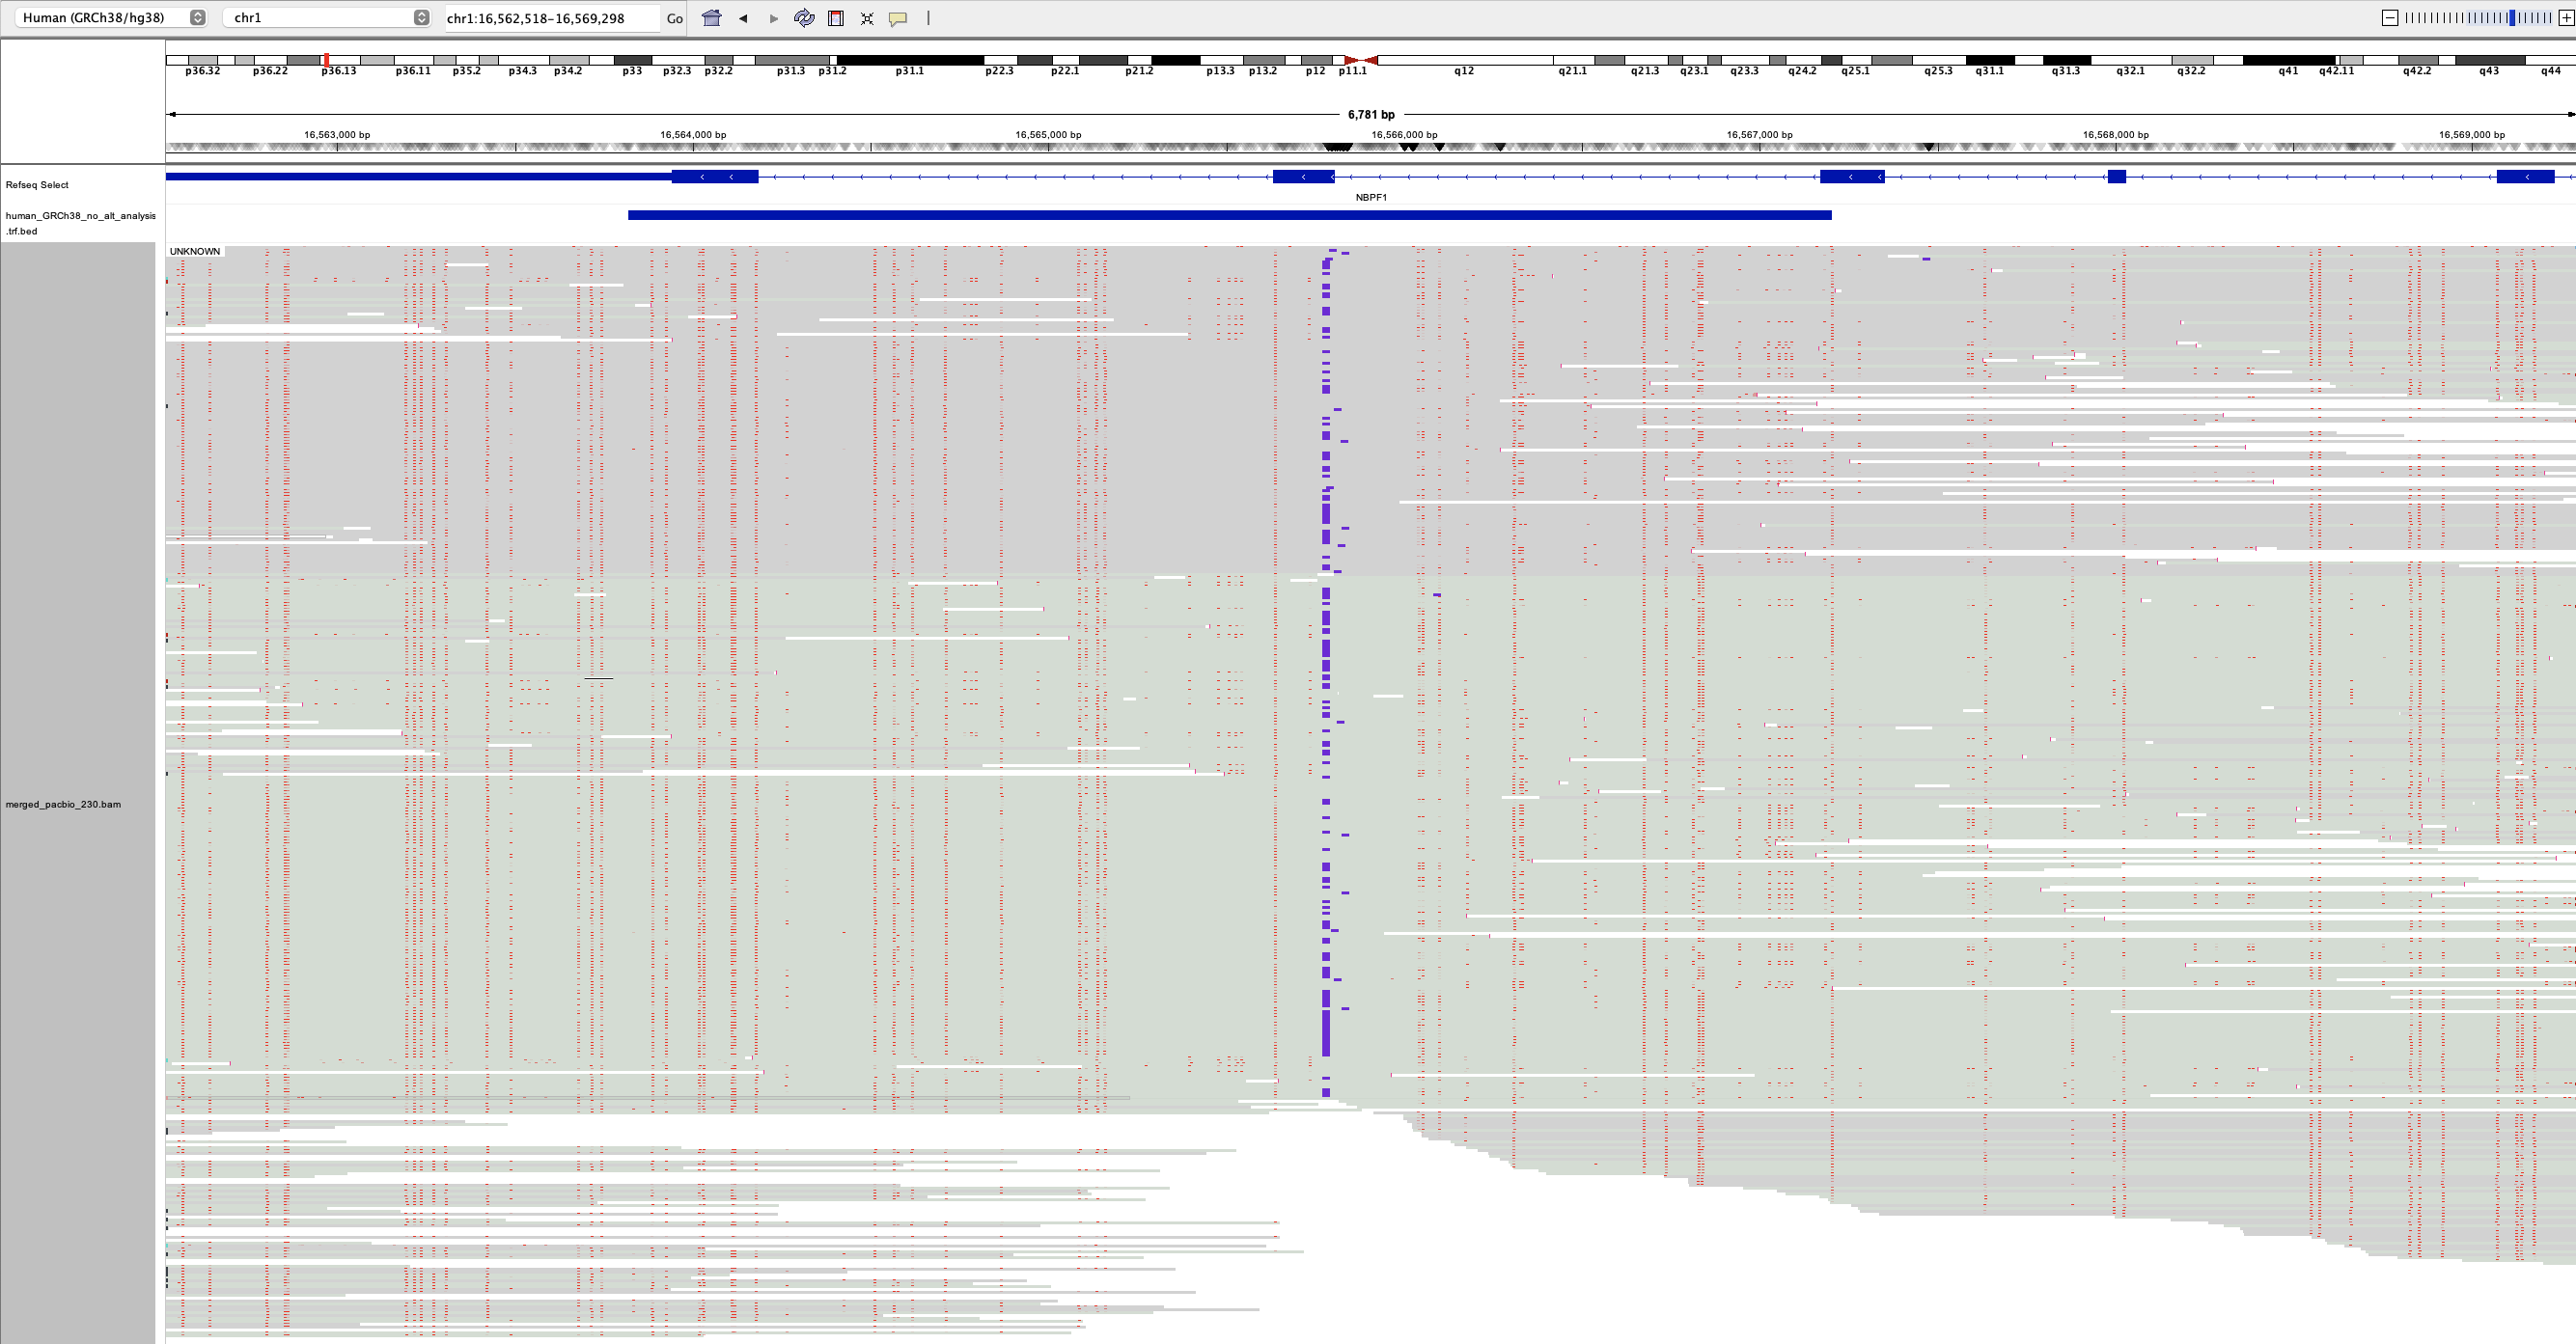 Human (GRCh38/hg38) chr1 chr1:16,562,518-16,569,298 Go
p36.32 p36.22 p36.13 p36.11 p35.2 p34.3 p34.2 p33 p32.3 p32.2 p31.3 p31.2 p31.1 p22.3 p22.1 p21.2 p13.3 p13.2 p12 p11.1 q12 q21.1 q21.3 q23.1 q23.3 q24.2 q25.1 q25.3 q31.1 q31.3 q32.1 q32.2 q41 q42.11 q42.2 q43 q44
6,781 bp
16,563,000 bp 16,564,000 bp 16,565,000 bp 16,566,000 bp 16,567,000 bp 16,568,000 bp 16,569,000 bp
Refseq Select
NBPF1
human_GRCh38_no_alt_analysis
.trf.bed
UNKNOWN
merged_pacbio_230.bam